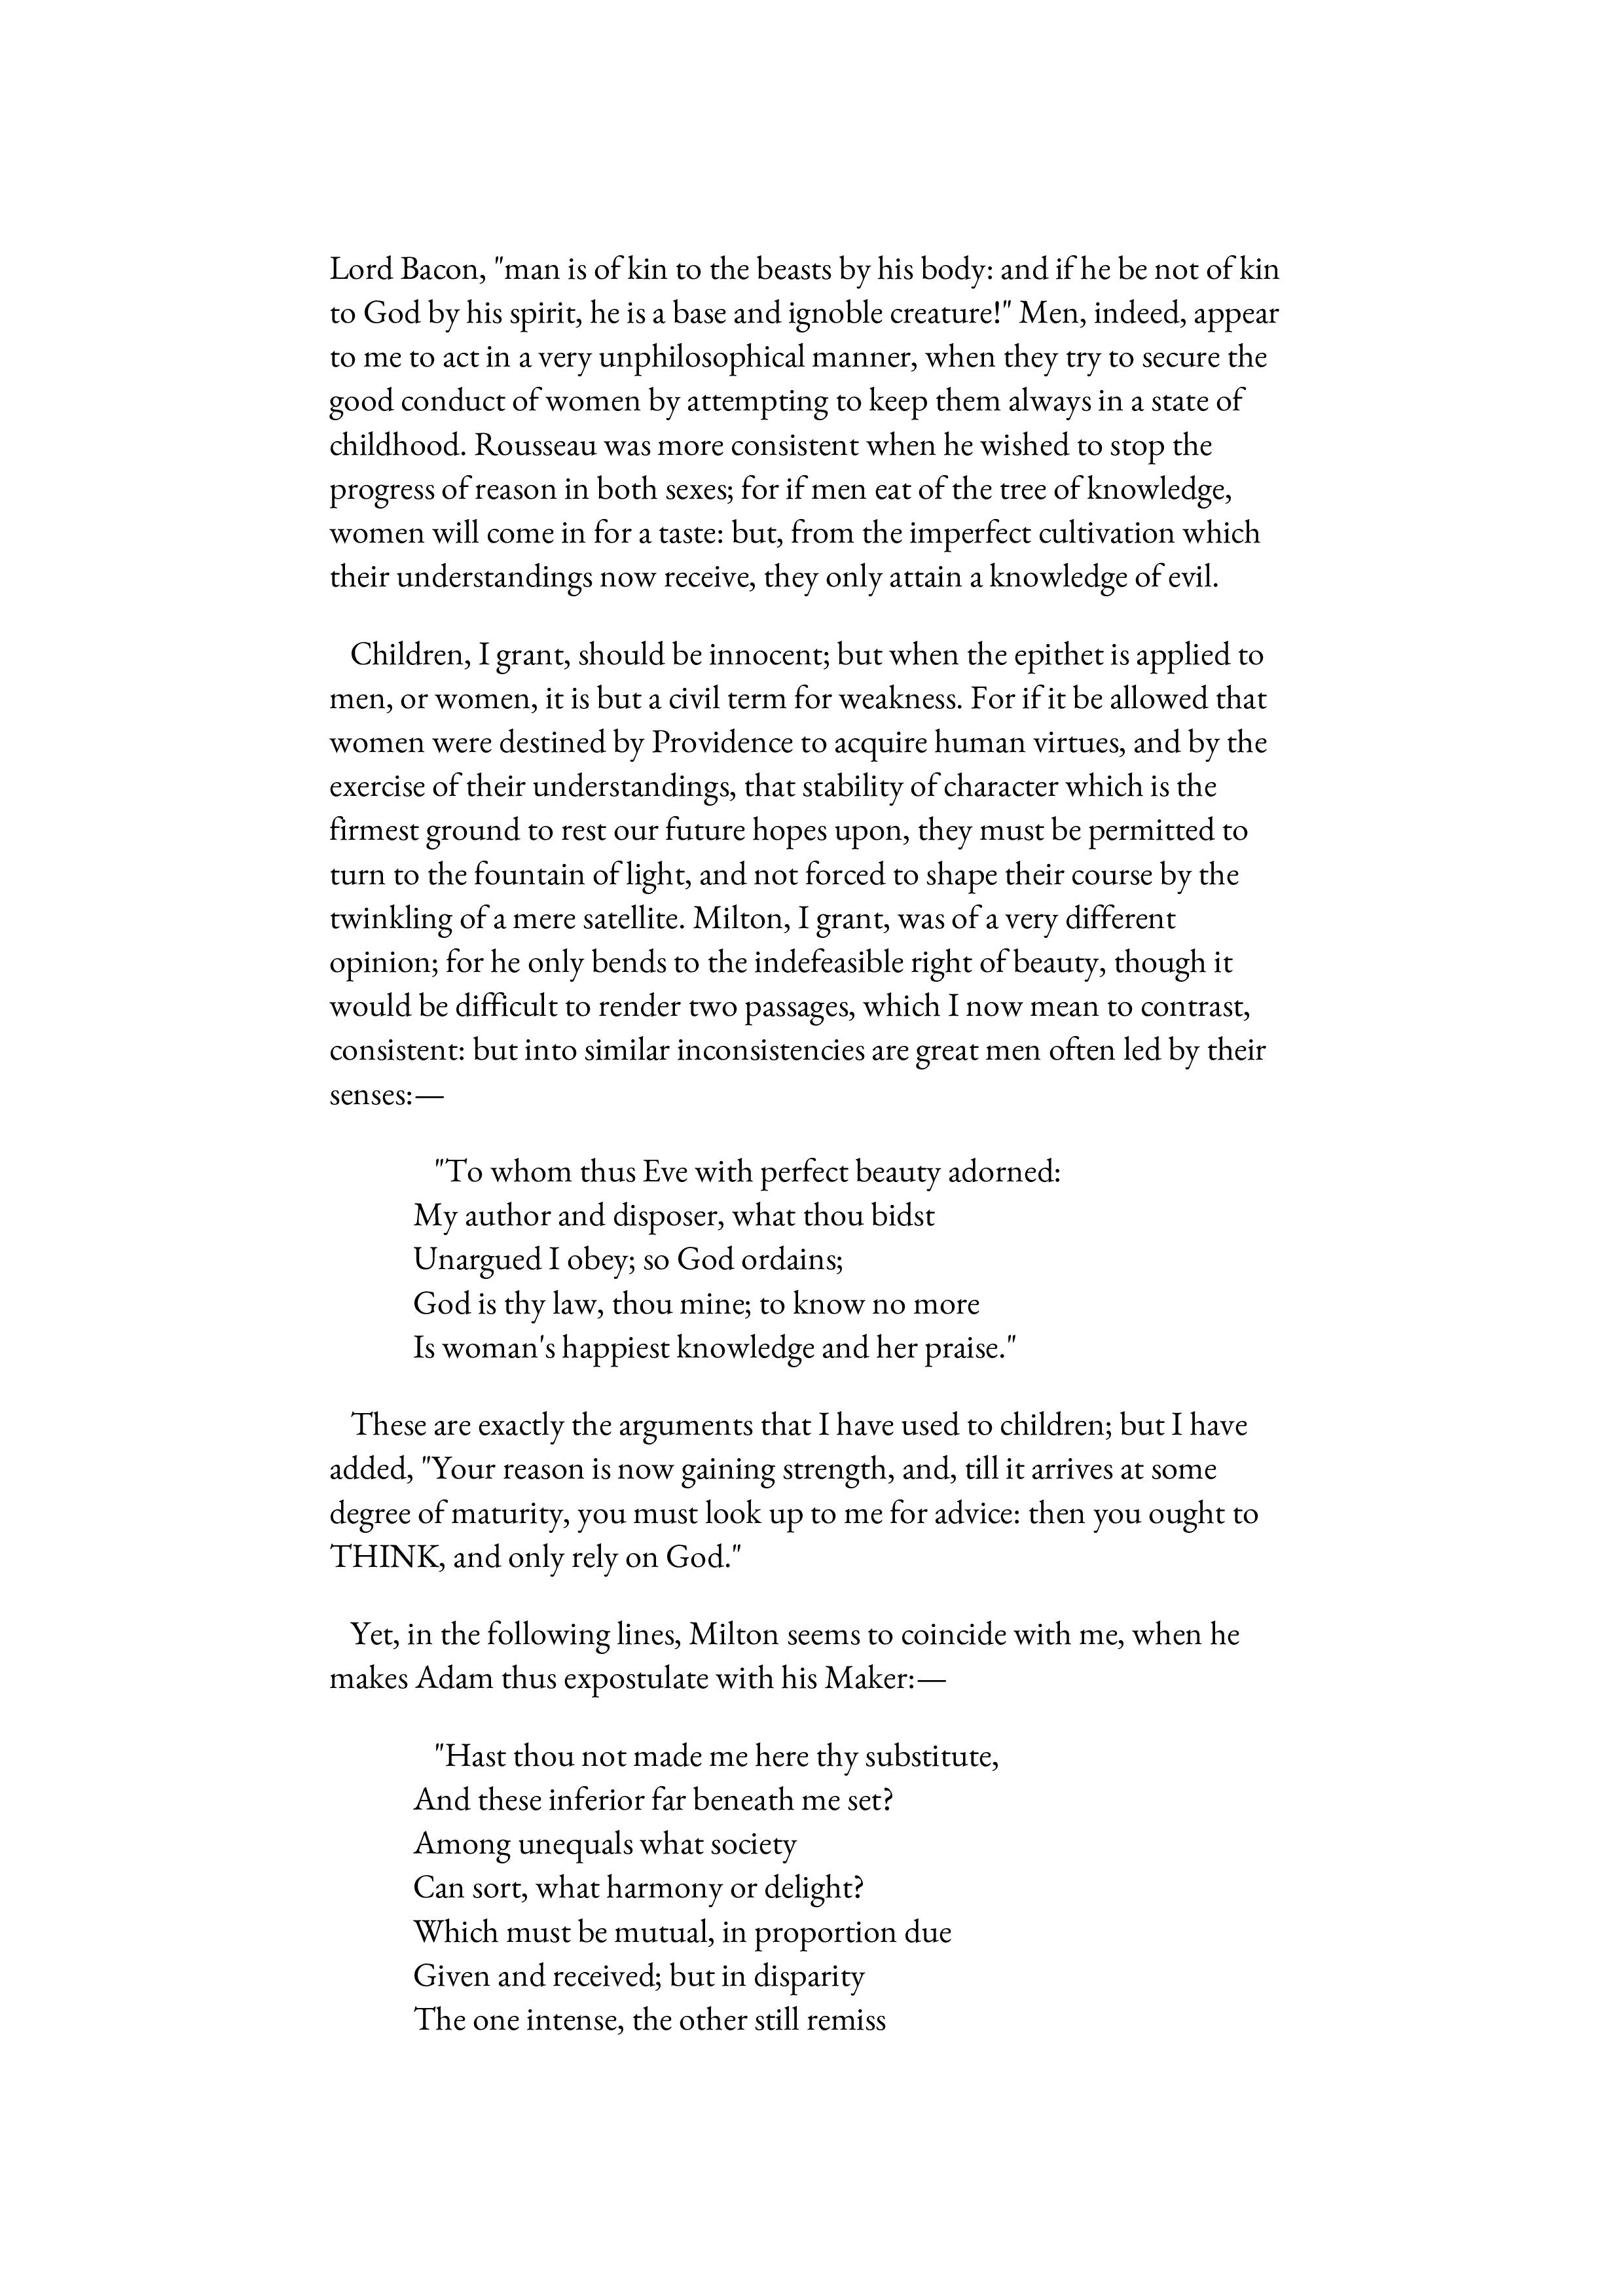 Lord Bacon, "man is of kin to the beasts by his body: and if he be not of kin
to God by his spirit, he is a base and ignoble creature!" Men, indeed, appear
to me to act in a very unphilosophical manner, when they try to secure the
good conduct of women by attempting to keep them always in a state of
childhood. Rousseau was more consistent when he wished to stop the
progress of reason in both sexes; for if men eat of the tree of knowledge,
women will come in for a taste: but, from the imperfect cultivation which
their understandings now receive, they only attain a knowledge of evil.
Children, I grant, should be innocent; but when the epithet is applied to
men, or women, it is but a civil term for weakness. For if it be allowed that
women were destined by Providence to acquire human virtues, and by the
exercise of their understandings, that stability of character which is the
firmest ground to rest our future hopes upon, they must be permitted to
turn to the fountain of light, and not forced to shape their course by the
twinkling of a mere satellite. Milton, I grant, was of a very different
opinion; for he only bends to the indefeasible right of beauty, though it
would be difficult to render two passages, which I now mean to contrast,
consistent: but into similar inconsistencies are great men often led by their
senses:—
"To whom thus Eve with perfect beauty adorned:
My author and disposer, what thou bidst
Unargued I obey; so God ordains;
God is thy law, thou mine; to know no more
Is woman's happiest knowledge and her praise."
These are exactly the arguments that I have used to children; but I have
added, "Your reason is now gaining strength, and, till it arrives at some
degree of maturity, you must look up to me for advice: then you ought to
THINK, and only rely on God."
Yet, in the following lines, Milton seems to coincide with me, when he
makes Adam thus expostulate with his Maker:—
"Hast thou not made me here thy substitute,
And these inferior far beneath me set?
Among unequals what society
Can sort, what harmony or delight?
Which must be mutual, in proportion due
Given and received; but in disparity
The one intense, the other still remiss